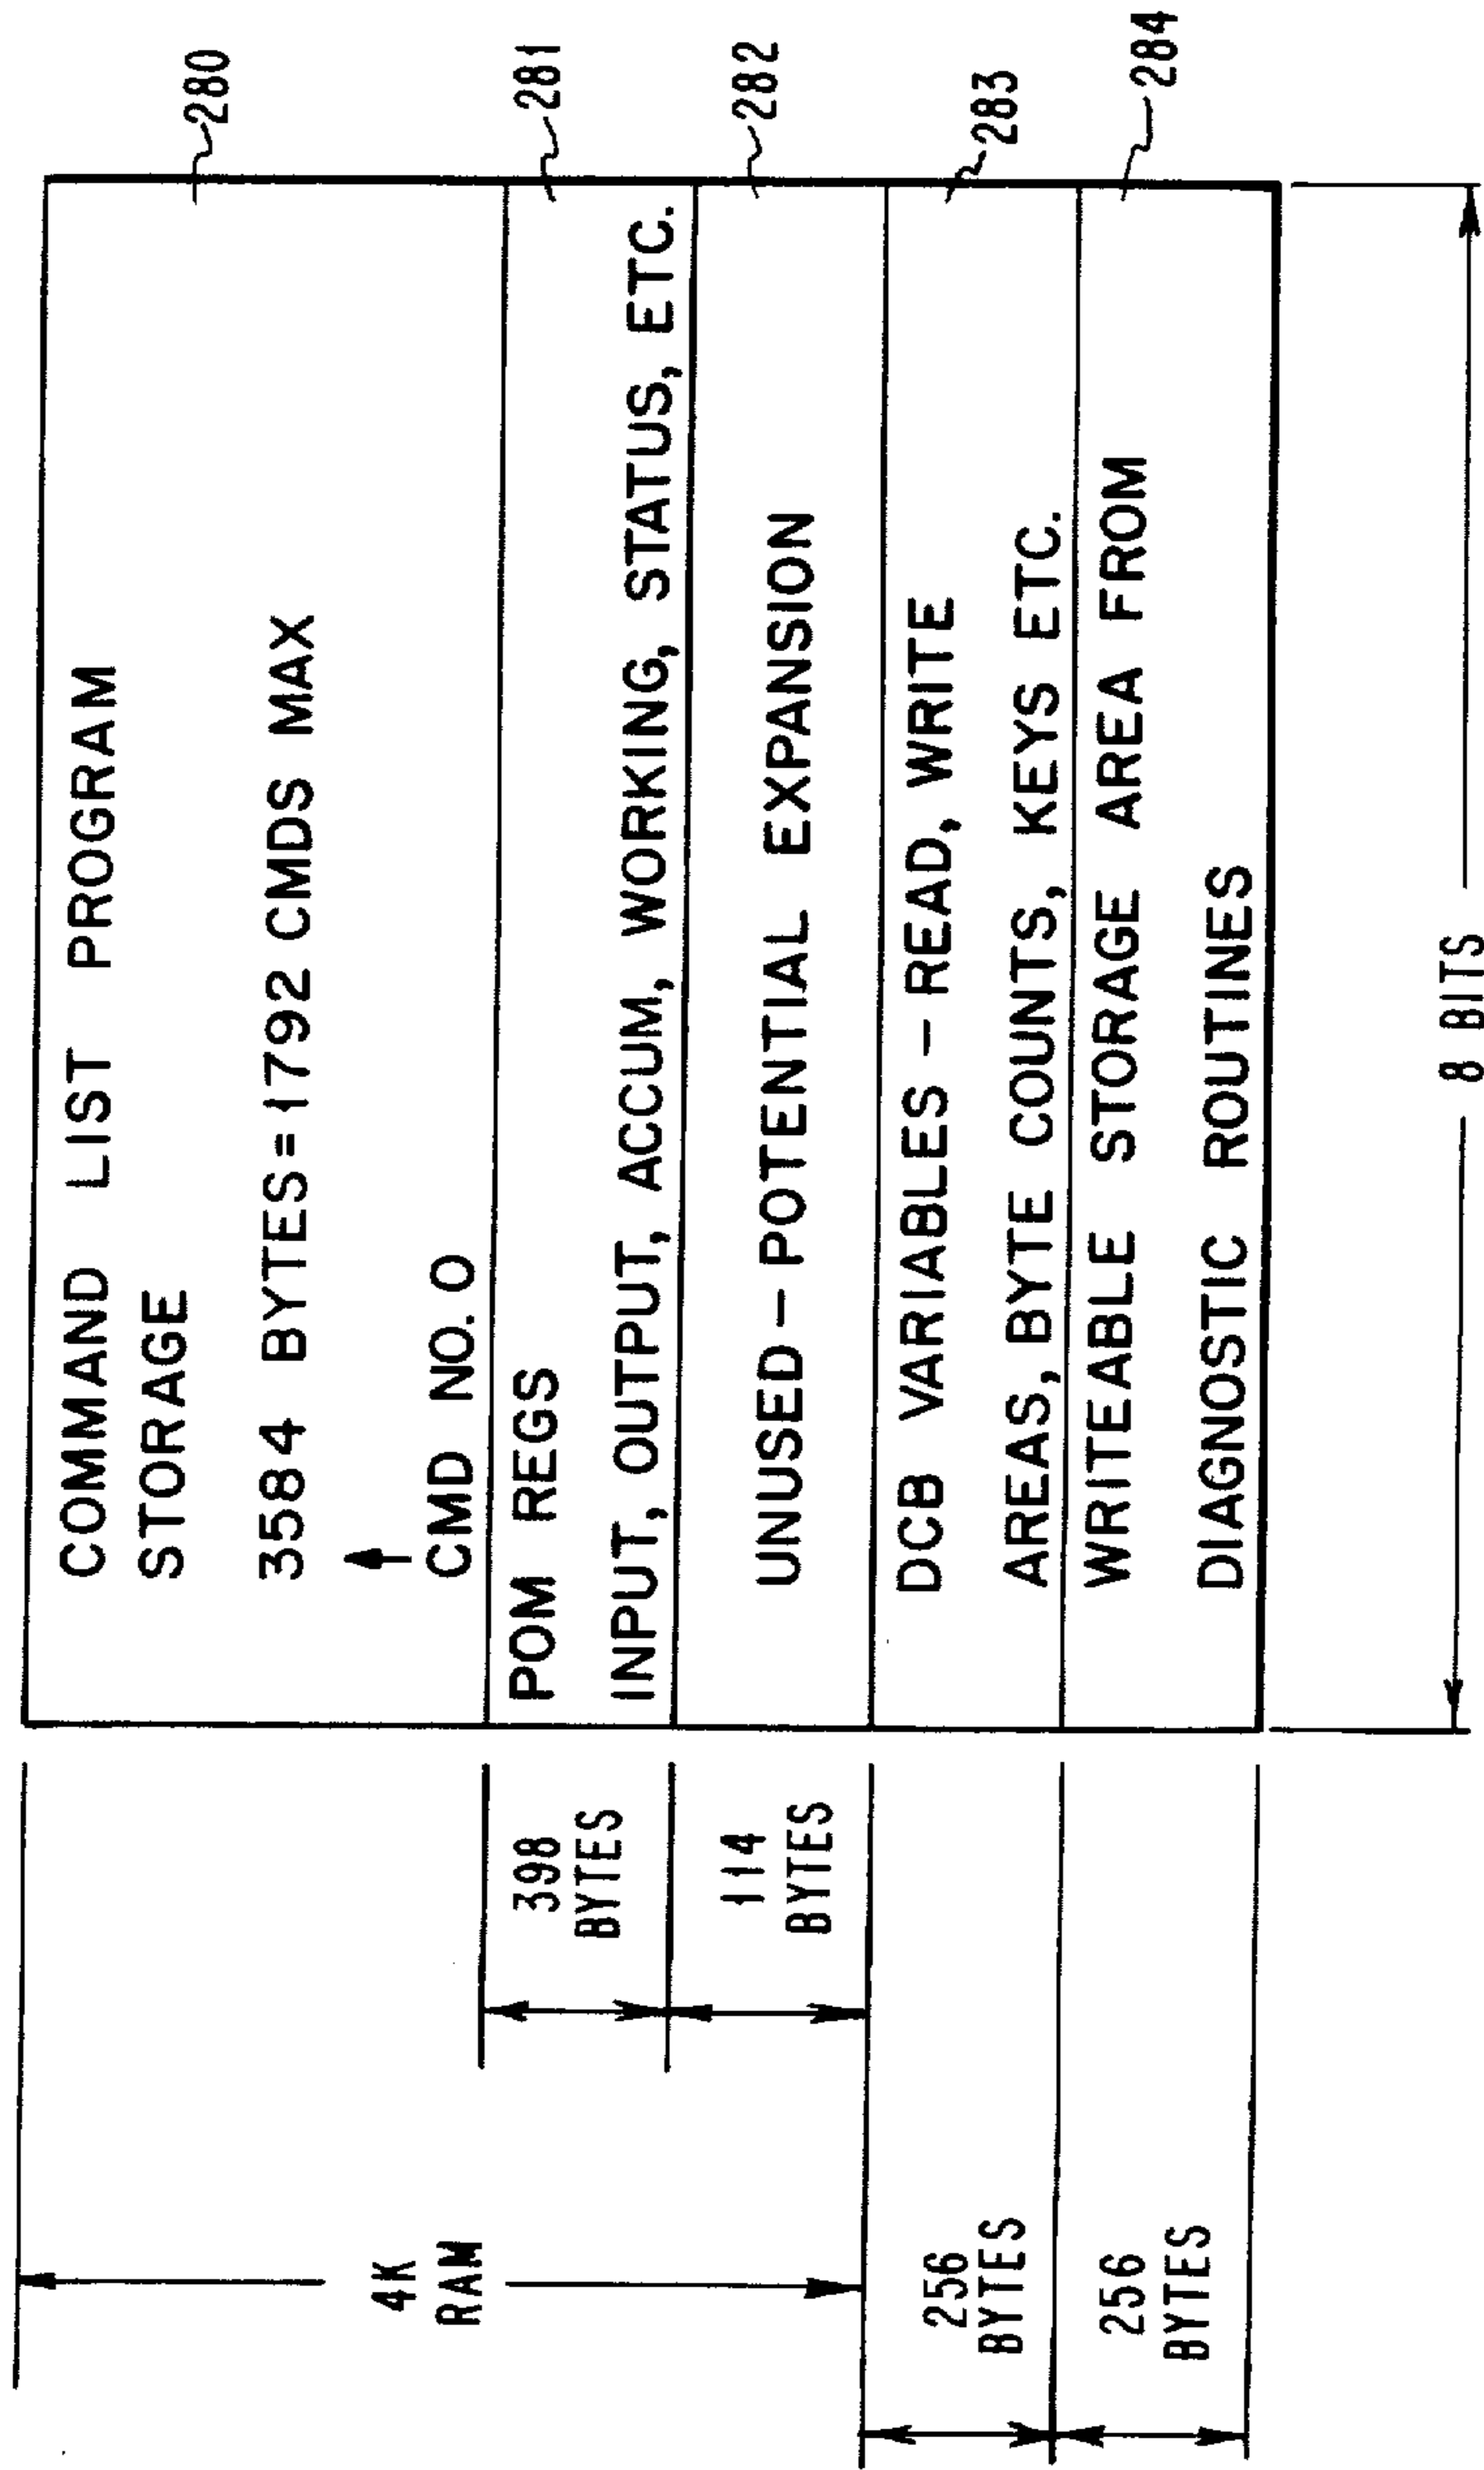 COMMAND LIST PROGRAM
STORAGE
3584 BYTES=1792 CMDS MAX
CMD NO. 0
280
POM REGS
INPUT, OUTPUT, ACCUM, WORKING, STATUS, ETC.
281
UNUSED - POTENTIAL EXPANSION
282
DCB VARIABLES - READ, WRITE
AREAS, BYTE COUNTS, KEYS ETC.
283
WRITEABLE STORAGE AREA FROM
DIAGNOSTIC ROUTINES
284
4K
RAM
398
BYTES
114
BYTES
256
BYTES
256
BYTES
8 BITS